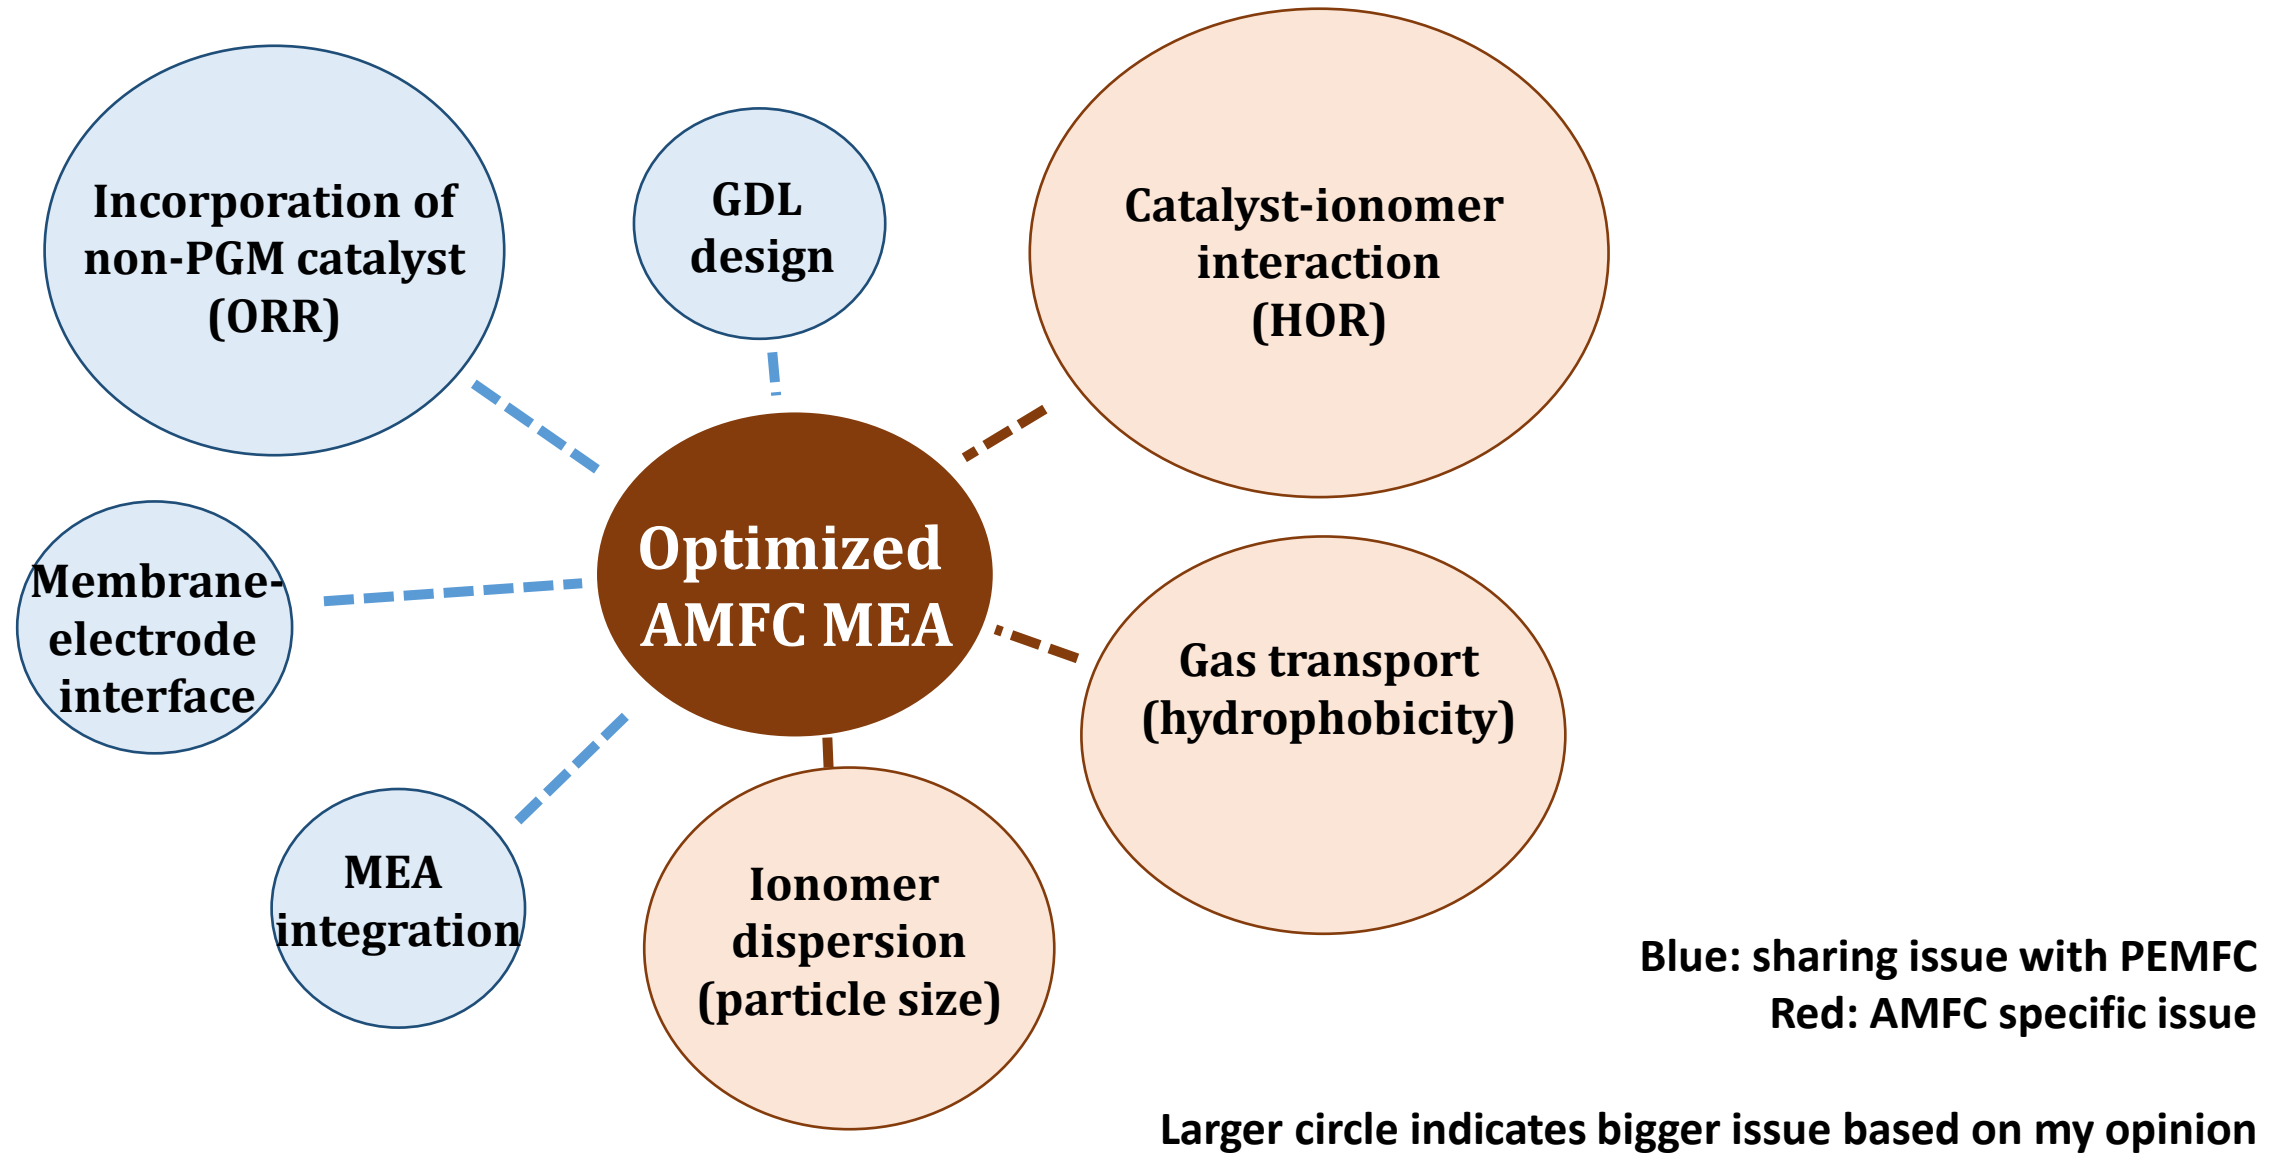 Incorporation of
non-PGM catalyst
(ORR)
GDL
design
Catalyst-ionomer
interaction
(HOR)
Membrane-
electrode
interface
Optimized
AMFC MEA
Gas transport
(hydrophobicity)
MEA
integration
Ionomer
dispersion
(particle size)
Blue: sharing issue with PEMFC
Red: AMFC specific issue
Larger circle indicates bigger issue based on my opinion